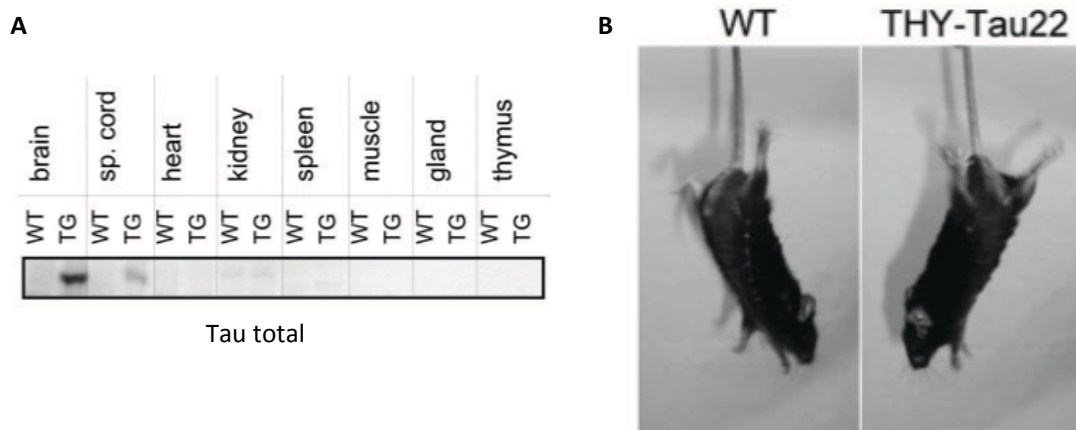 A
brain
sp. cord
heart
kidney
spleen
muscle
gland
thymus
WT TG WT TG WT TG WT TG WT TG WT TG WT TG WT TG
Tau total
B
WT THY-Tau22